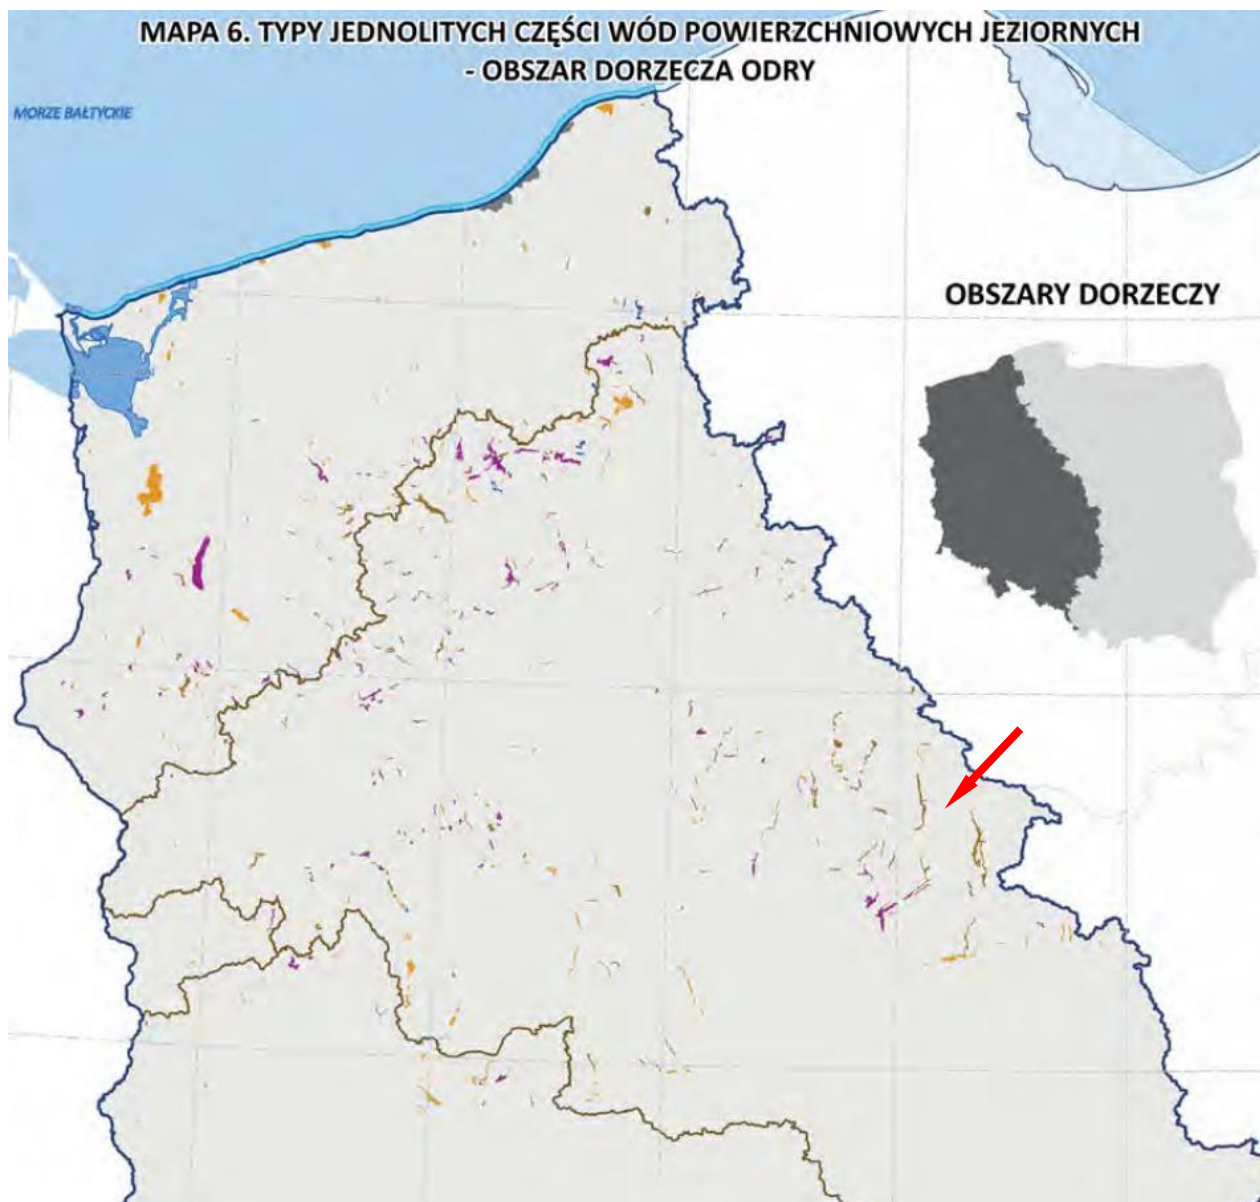 MAPA 6. TYPY JEDNOLITYCH CZĘŚCI WÓD POWIERZCHNIOWYCH JEZIORNYCH
- OBSZAR DORZECZA ODRY
MORZE BAŁTYCKIE
OBSZARY DORZECZY